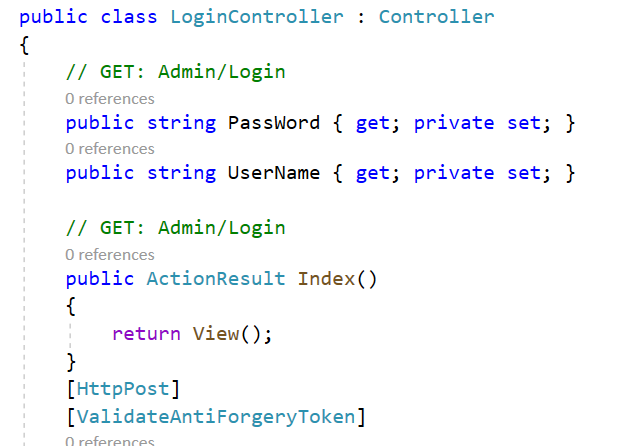 public class LoginController : Controller
{
// GET: Admin/Login
0 references
public string PassWord { get; private set; }
0 references
public string UserName { get; private set; }
// GET: Admin/Login
0 references
public ActionResult Index()
{
return View();
}
[HttpPost]
[ValidateAntiForgeryToken]
0 references